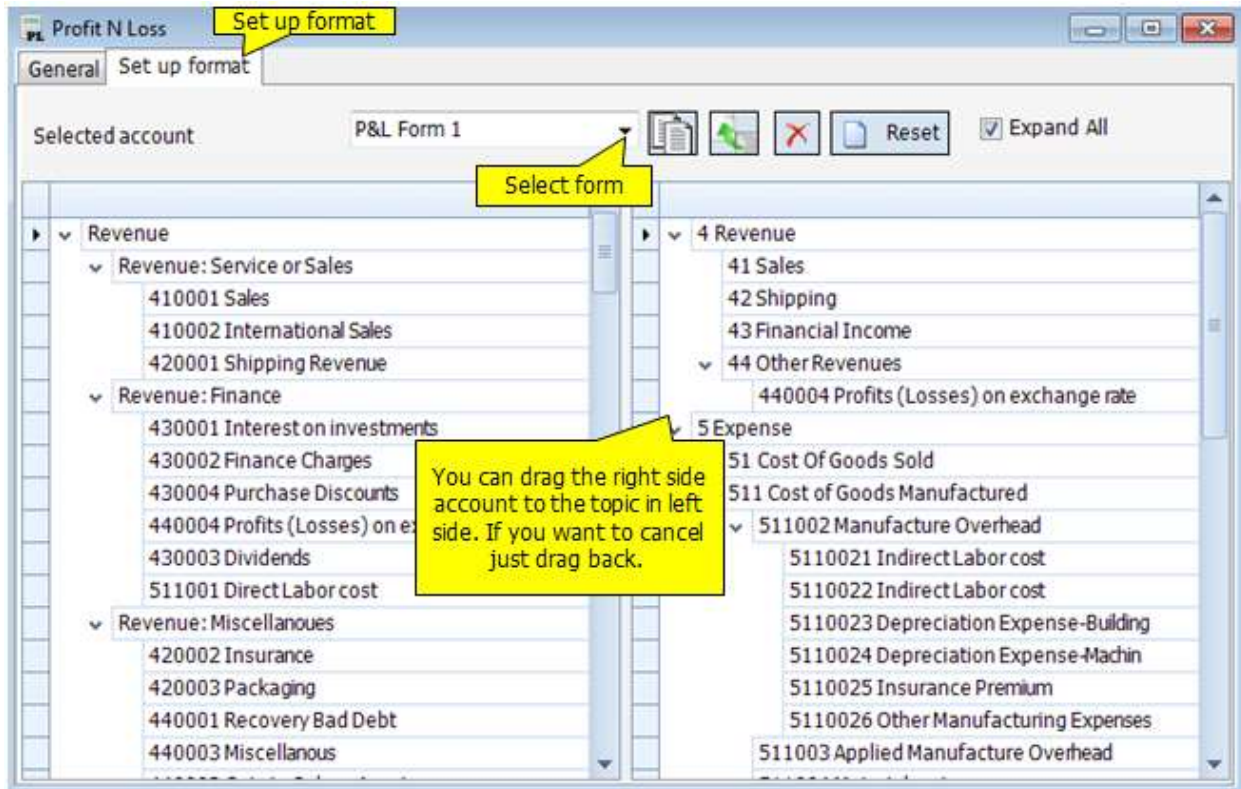 Profit N Loss
Set up format
General
Set up format
Selected account
P&L Form 1
Reset
Expand All
Select form
Revenue
Revenue: Service or Sales
410001 Sales
410002 International Sales
420001 Shipping Revenue
Revenue: Finance
430001 Interest on investments
430002 Finance Charges
430004 Purchase Discounts
440004 Profits (Losses) on ex
430003 Dividends
511001 Direct Labor cost
Revenue: Miscellanoues
420002 Insurance
420003 Packaging
440001 Recovery Bad Debt
440003 Miscellanous
4 Revenue
41 Sales
42 Shipping
43 Financial Income
44 Other Revenues
440004 Profits (Losses) on exchange rate
5 Expense
51 Cost Of Goods Sold
511 Cost of Goods Manufactured
511002 Manufacture Overhead
5110021 Indirect Labor cost
5110022 Indirect Labor cost
5110023 Depreciation Expense-Building
5110024 Depreciation Expense-Machin
5110025 Insurance Premium
5110026 Other Manufacturing Expenses
511003 Applied Manufacture Overhead
You can drag the right side
account to the topic in left
side. If you want to cancel
just drag back.